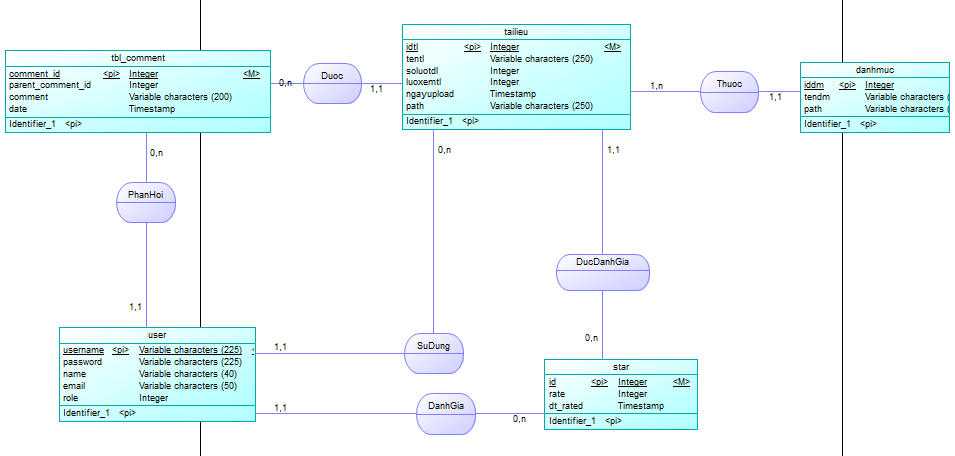 tbl_comment
comment_id <pi> Integer <M>
parent_comment_id Integer
comment Variable characters (200)
date Timestamp
Identifier_1 <pi>
0,n
Duoc
1,1
tailieu
idtl <pi> Integer <M>
tentl Variable characters (250)
soluotdl Integer
luoxemtl Integer
ngayupload Timestamp
path Variable characters (250)
Identifier_1 <pi>
1,n
Thuoc
1,1
danhmuc
iddm <pi> Integer
tendm Variable characters (
path Variable characters (
Identifier_1 <pi>
0,n
PhanHoi
1,1
0,n
1,1
DucDanhGia
0,n
user
username <pi> Variable characters (225)
password Variable characters (225)
name Variable characters (40)
email Variable characters (50)
role Integer
Identifier_1 <pi>
1,1
SuDung
1,1
DanhGia
0,n
star
id <pi> Integer <M>
rate Integer
dt_rated Timestamp
Identifier_1 <pi>